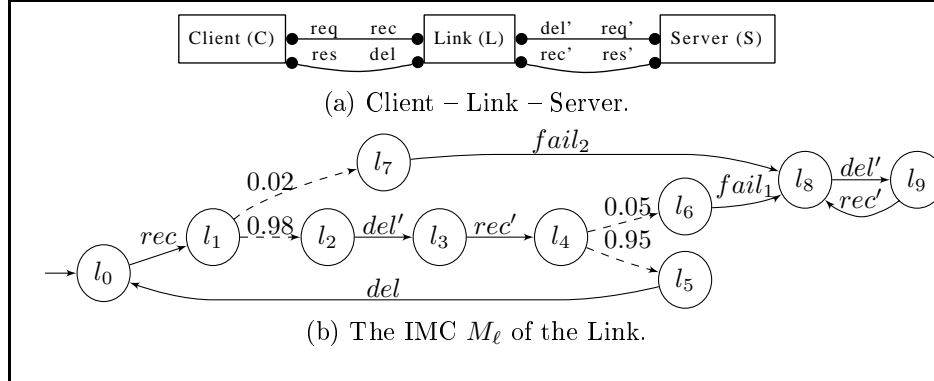 Client (C) req rec Link (L) del’ req’ Server (S)
res del rec’ res’
(a) Client – Link – Server.
l7 fail2
0.02 l8 del′ l9
l6 fail1 rec′
rec l1 0.98 l2 del′ l3 rec′ l4 0.05
0.95
l0 del l5
(b) The IMC Mℓ of the Link.